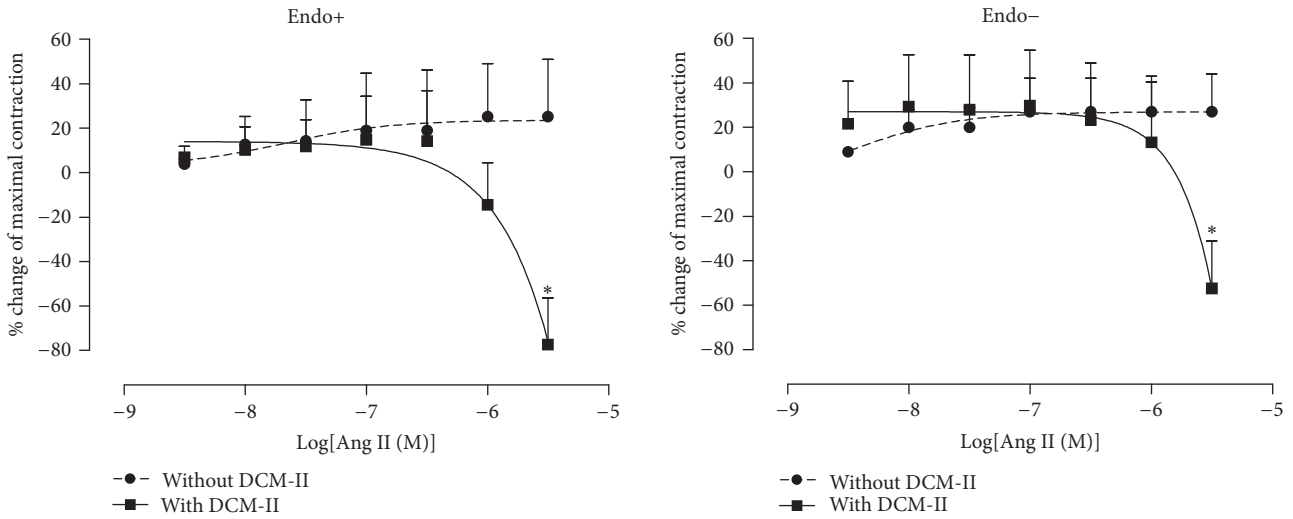 Endo+
% change of maximal contraction
60
40
20
0
−20
−40
−60
−80
*
−9
−8
−7
−6
−5
Log[Ang II (M)]
Without DCM-II
With DCM-II
Endo−
% change of maximal contraction
60
40
20
0
−20
−40
−60
−80
*
−9
−8
−7
−6
−5
Log[Ang II (M)]
Without DCM-II
With DCM-II